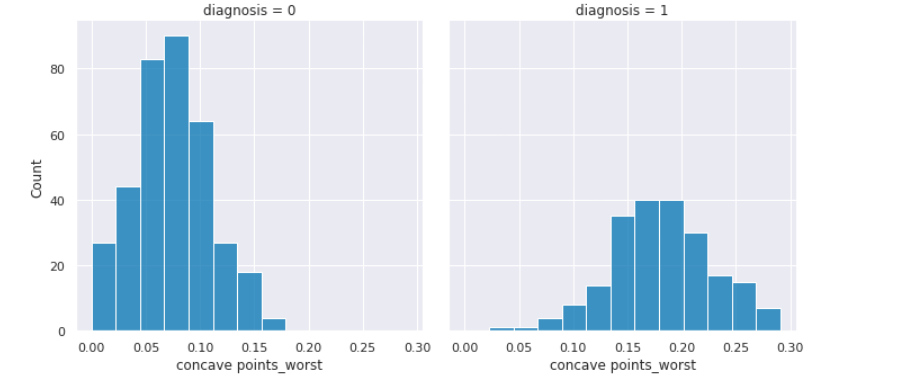 diagnosis = 0
diagnosis = 1
Count
80
60
40
20
0
0.00 0.05 0.10 0.15 0.20 0.25 0.30
0.00 0.05 0.10 0.15 0.20 0.25 0.30
concave points_worst
concave points_worst